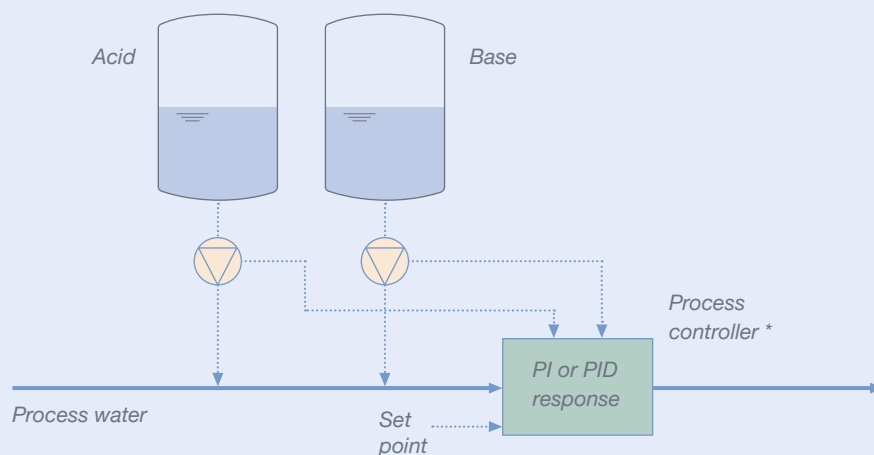 Acid
Base
Process
controller *
PI or PID
response
Process water
Set
point